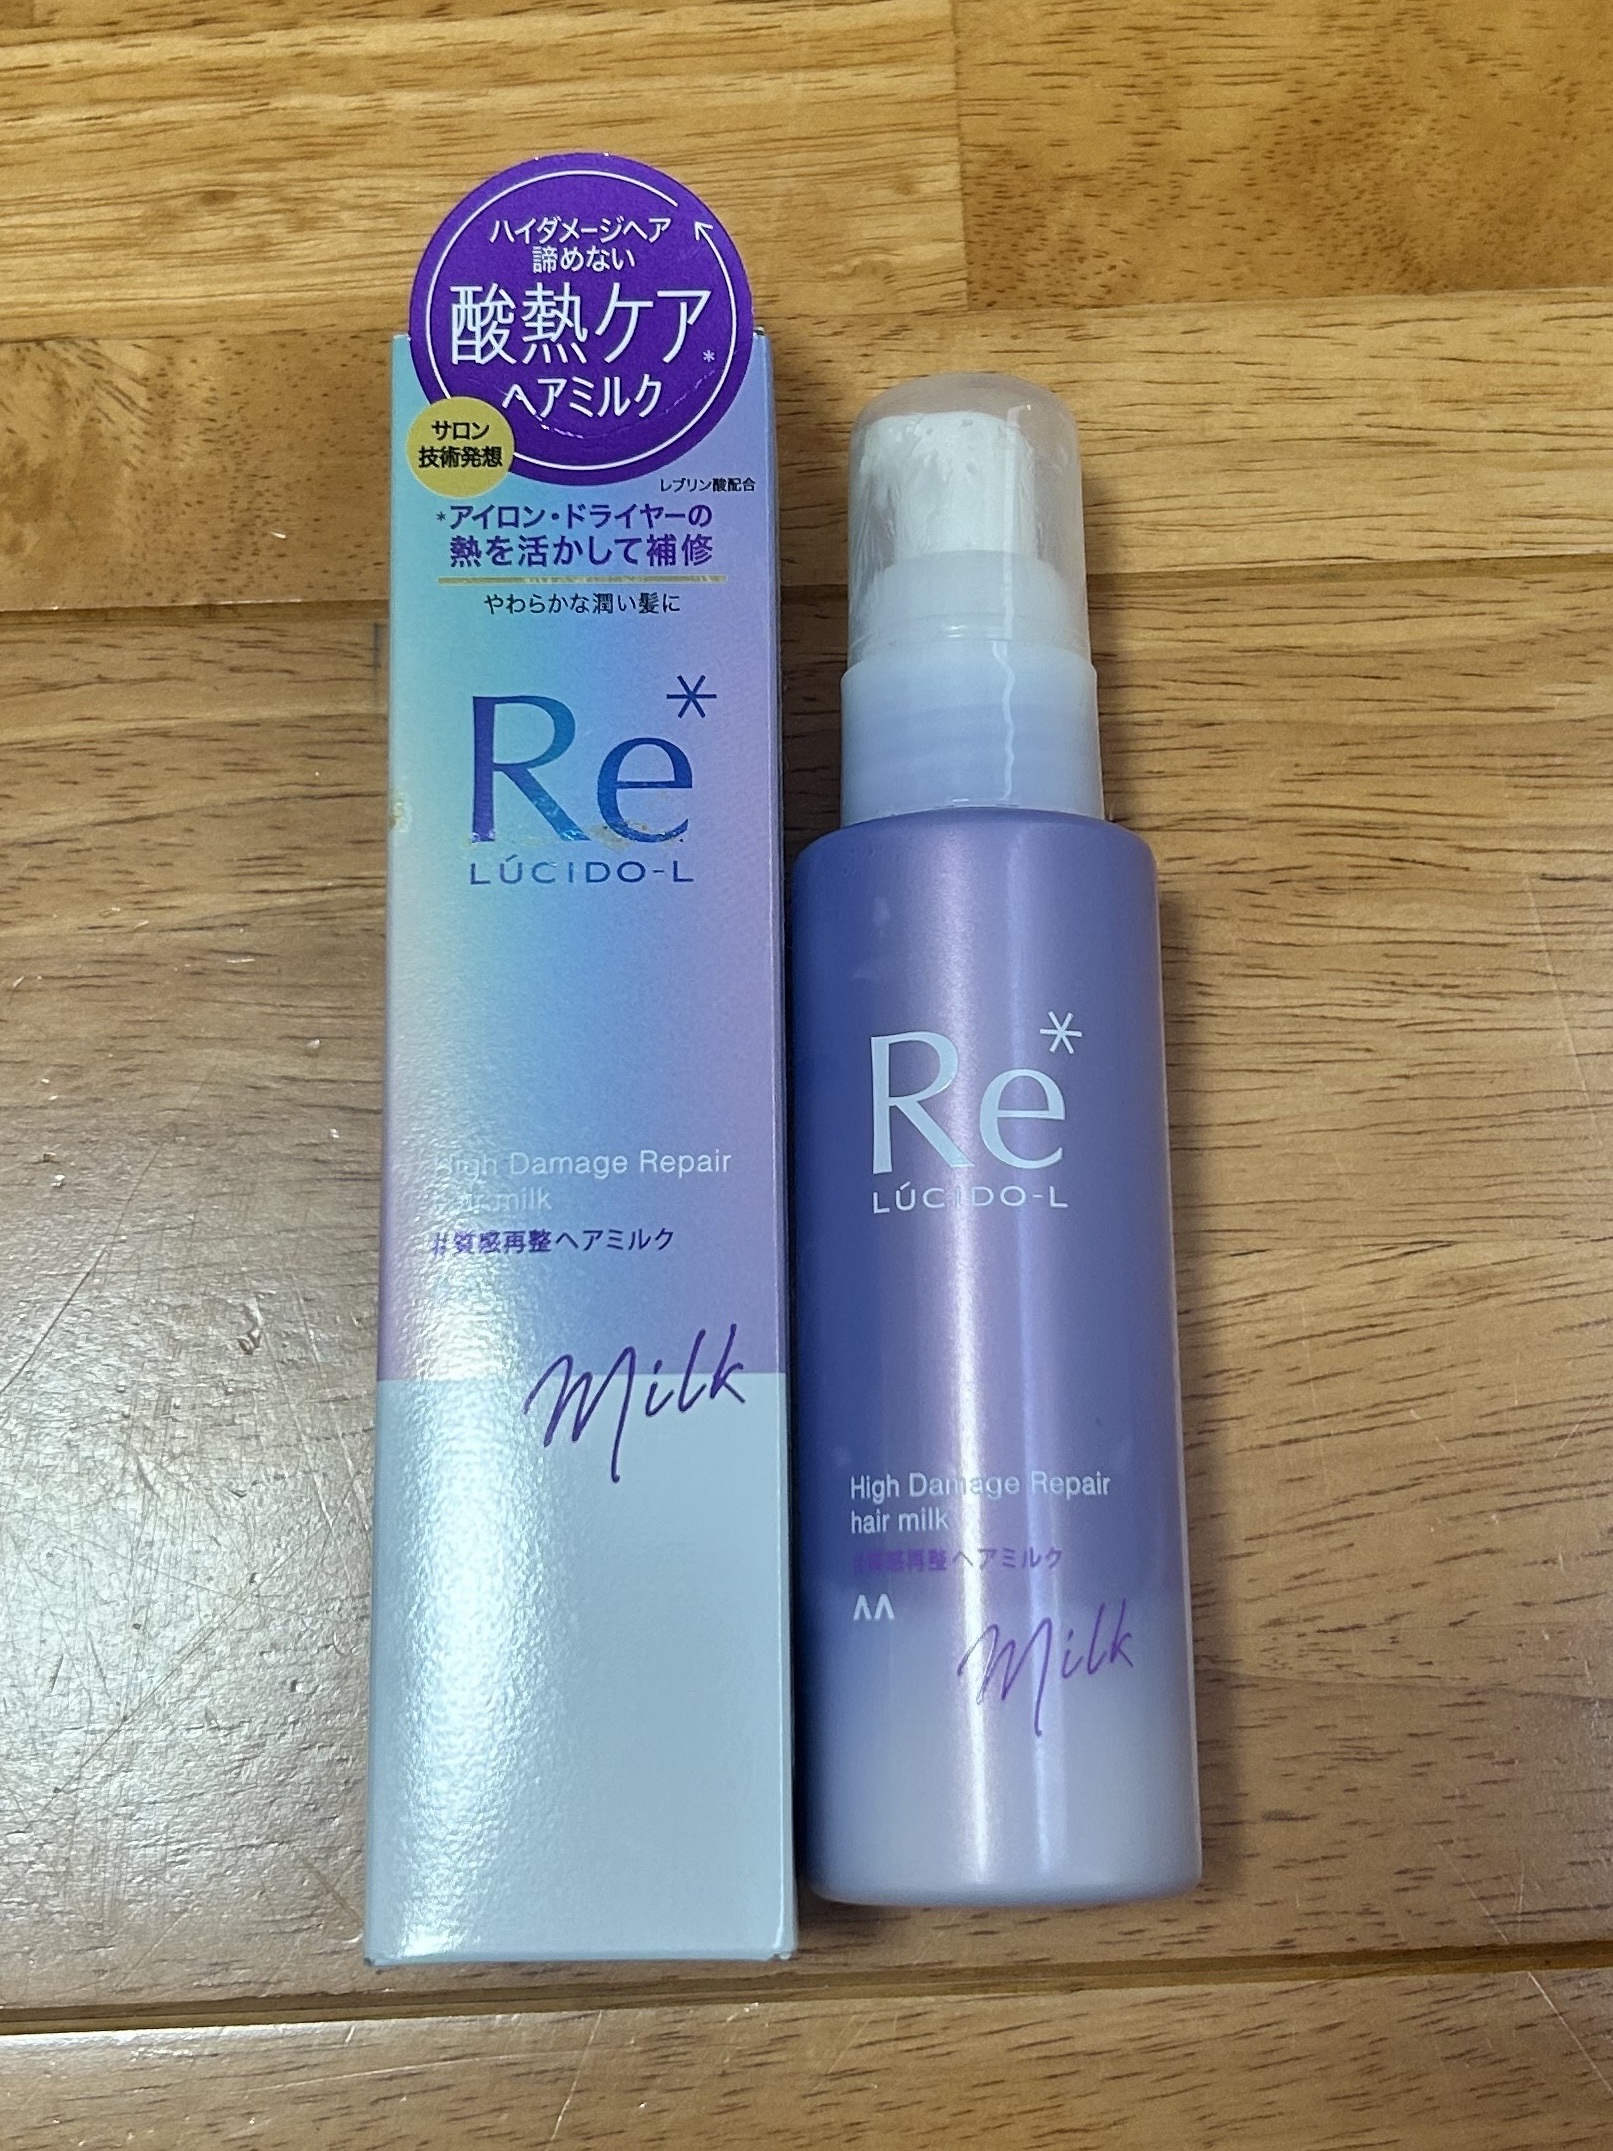 ハイダメージヘア
諦めない
酸熱ケア*
ヘアミルク
サロン
技術発想
レブリン酸配合
*アイロン・ドライヤーの
熱を活かして補修
やわらかな潤い髪に
Re*
LÚCIDO-L
High Damage Repair
hair milk
#質感再整ヘアミルク
Milk
Re*
LÚCIDO-L
High Damage Repair
hair milk
#質感再整ヘアミルク
Milk